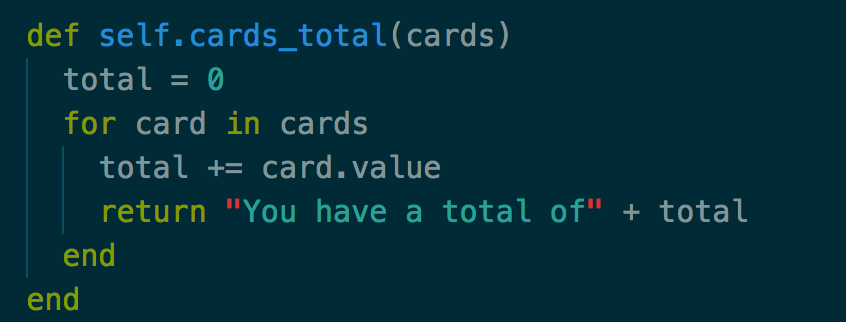 def self.cards_total(cards)
  total = 0
  for card in cards
    total += card.value
    return "You have a total of" + total
  end
end